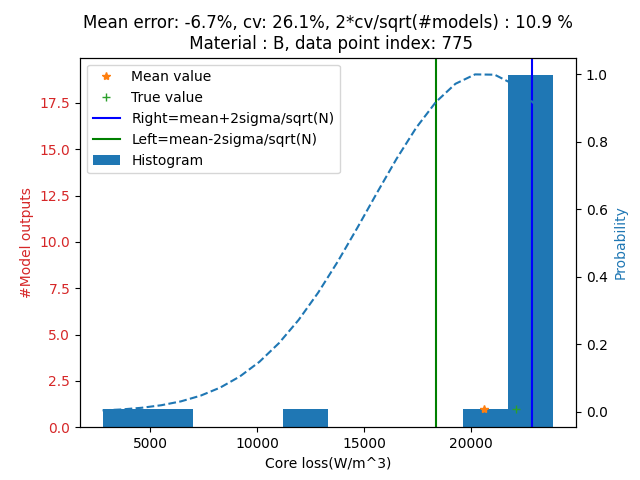 Mean error: -6.7%, cv: 26.1%, 2*cv/sqrt(#models) : 10.9 %
Material : B, data point index: 775
Mean value
True value
Right=mean+2sigma/sqrt(N)
Left=mean-2sigma/sqrt(N)
Histogram
17.5
15.0
12.5
10.0
7.5
5.0
2.5
0.0
#Model outputs
1.0
0.8
0.6
0.4
0.2
0.0
Probability
5000 10000 15000 20000
Core loss(W/m^3)